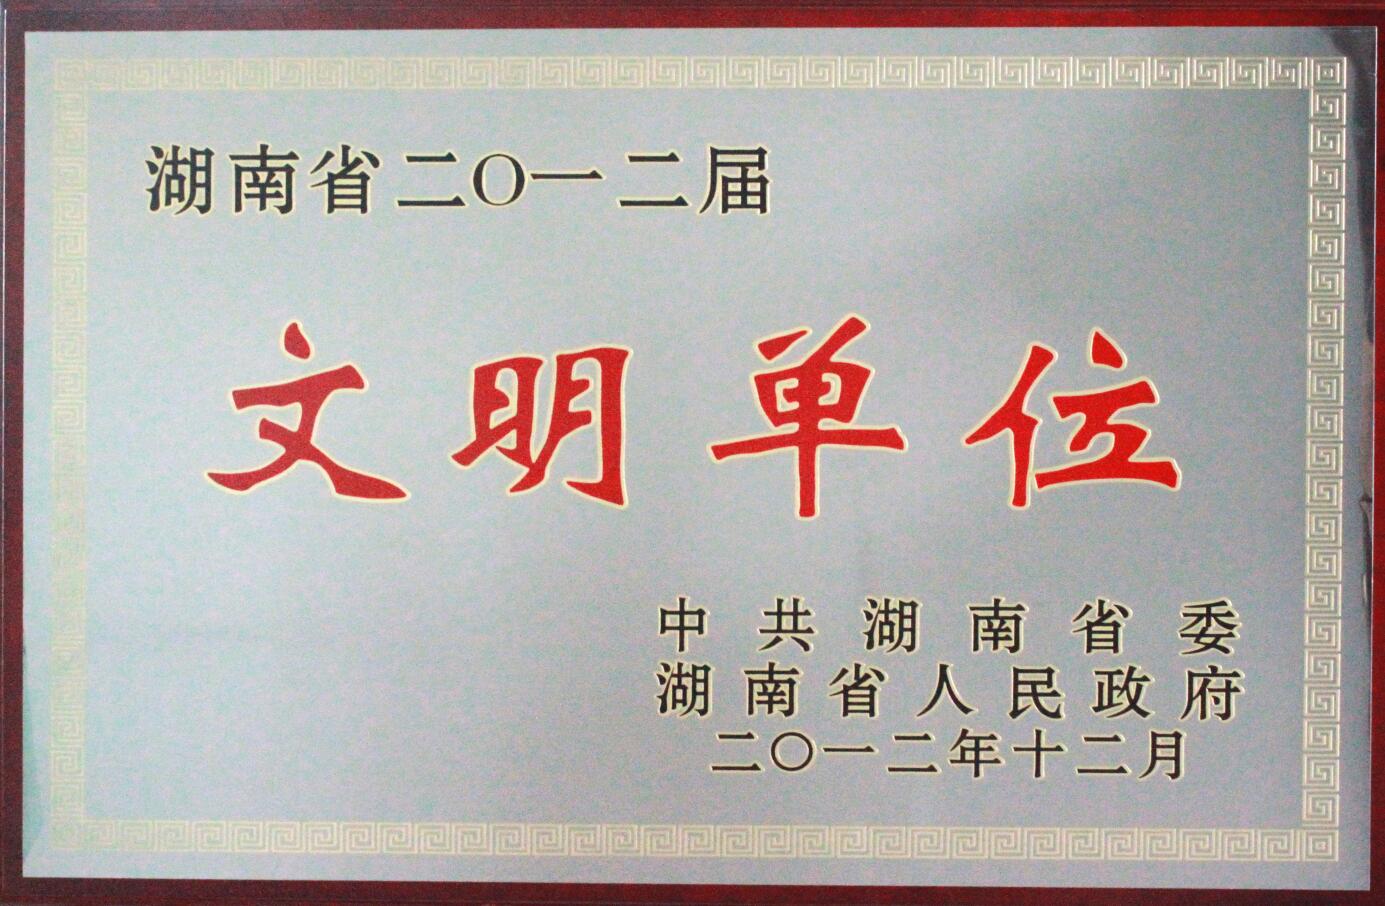 湖南省二〇一二届
文明单位
中共湖南省委
湖南省人民政府
二〇一二年十二月